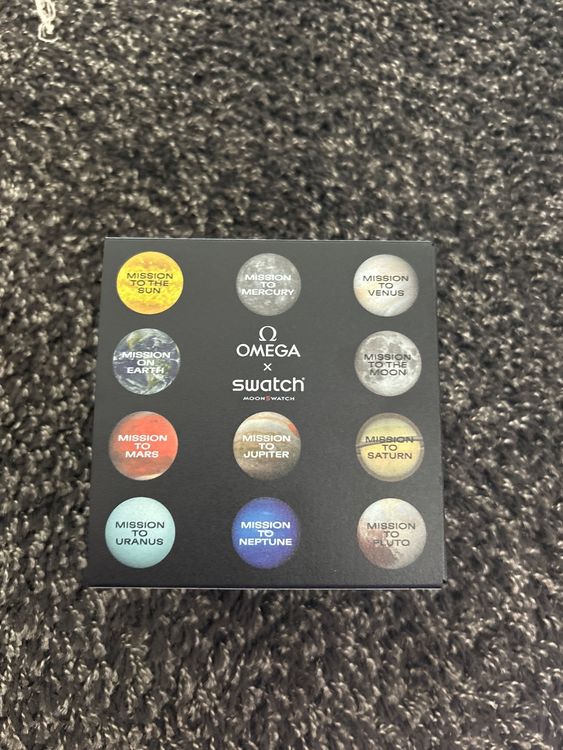 MISSION
TO THE
SUN
MISSION
TO
MERCURY
MISSION
TO
VENUS
MISSION
ON
EARTH
Ω
OMEGA
×
swatch
MOONSWATCH
MISSION
TO THE
MOON
MISSION
TO
MARS
MISSION
TO
JUPITER
MISSION
TO
SATURN
MISSION
TO
URANUS
MISSION
TO
NEPTUNE
MISSION
TO
PLUTO